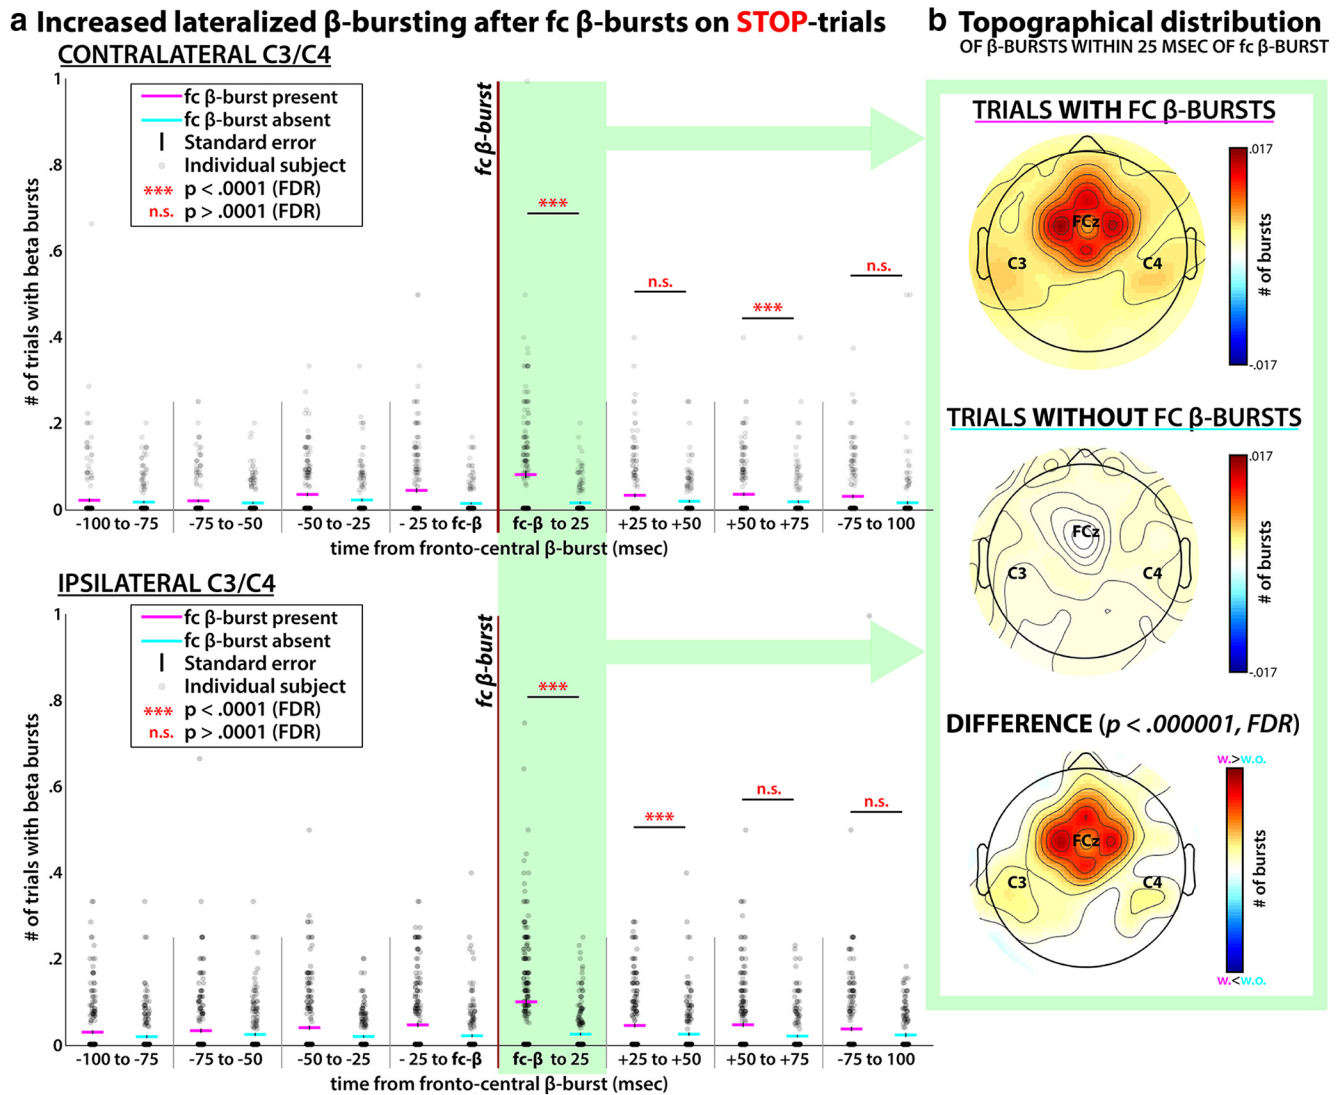 a Increased lateralized β-bursting after fc β-bursts on STOP-trials
CONTRALATERAL C3/C4
fc β-burst present
fc β-burst absent
Standard error
Individual subject
*** p < .0001 (FDR)
n.s. p > .0001 (FDR)
fc β-burst
***
n.s.
***
n.s.
# of trials with beta bursts
1
.8
.6
.4
.2
0
-100 to -75
-75 to -50
-50 to -25
- 25 to fc-β
fc-β to 25
+25 to +50
+50 to +75
-75 to 100
time from fronto-central β-burst (msec)
IPSILATERAL C3/C4
fc β-burst present
fc β-burst absent
Standard error
Individual subject
*** p < .0001 (FDR)
n.s. p > .0001 (FDR)
fc β-burst
***
***
n.s.
n.s.
# of trials with beta bursts
1
.8
.6
.4
.2
0
-100 to -75
-75 to -50
-50 to -25
- 25 to fc-β
fc-β to 25
+25 to +50
+50 to +75
-75 to 100
time from fronto-central β-burst (msec)
b Topographical distribution
OF β-BURSTS WITHIN 25 MSEC OF fc β-BURST
TRIALS WITH FC β-BURSTS
FCz
C3
C4
.017
# of bursts
-.017
TRIALS WITHOUT FC β-BURSTS
FCz
C3
C4
.017
# of bursts
-.017
DIFFERENCE (p < .000001, FDR)
FCz
C3
C4
w.>w.o.
# of bursts
w.<w.o.